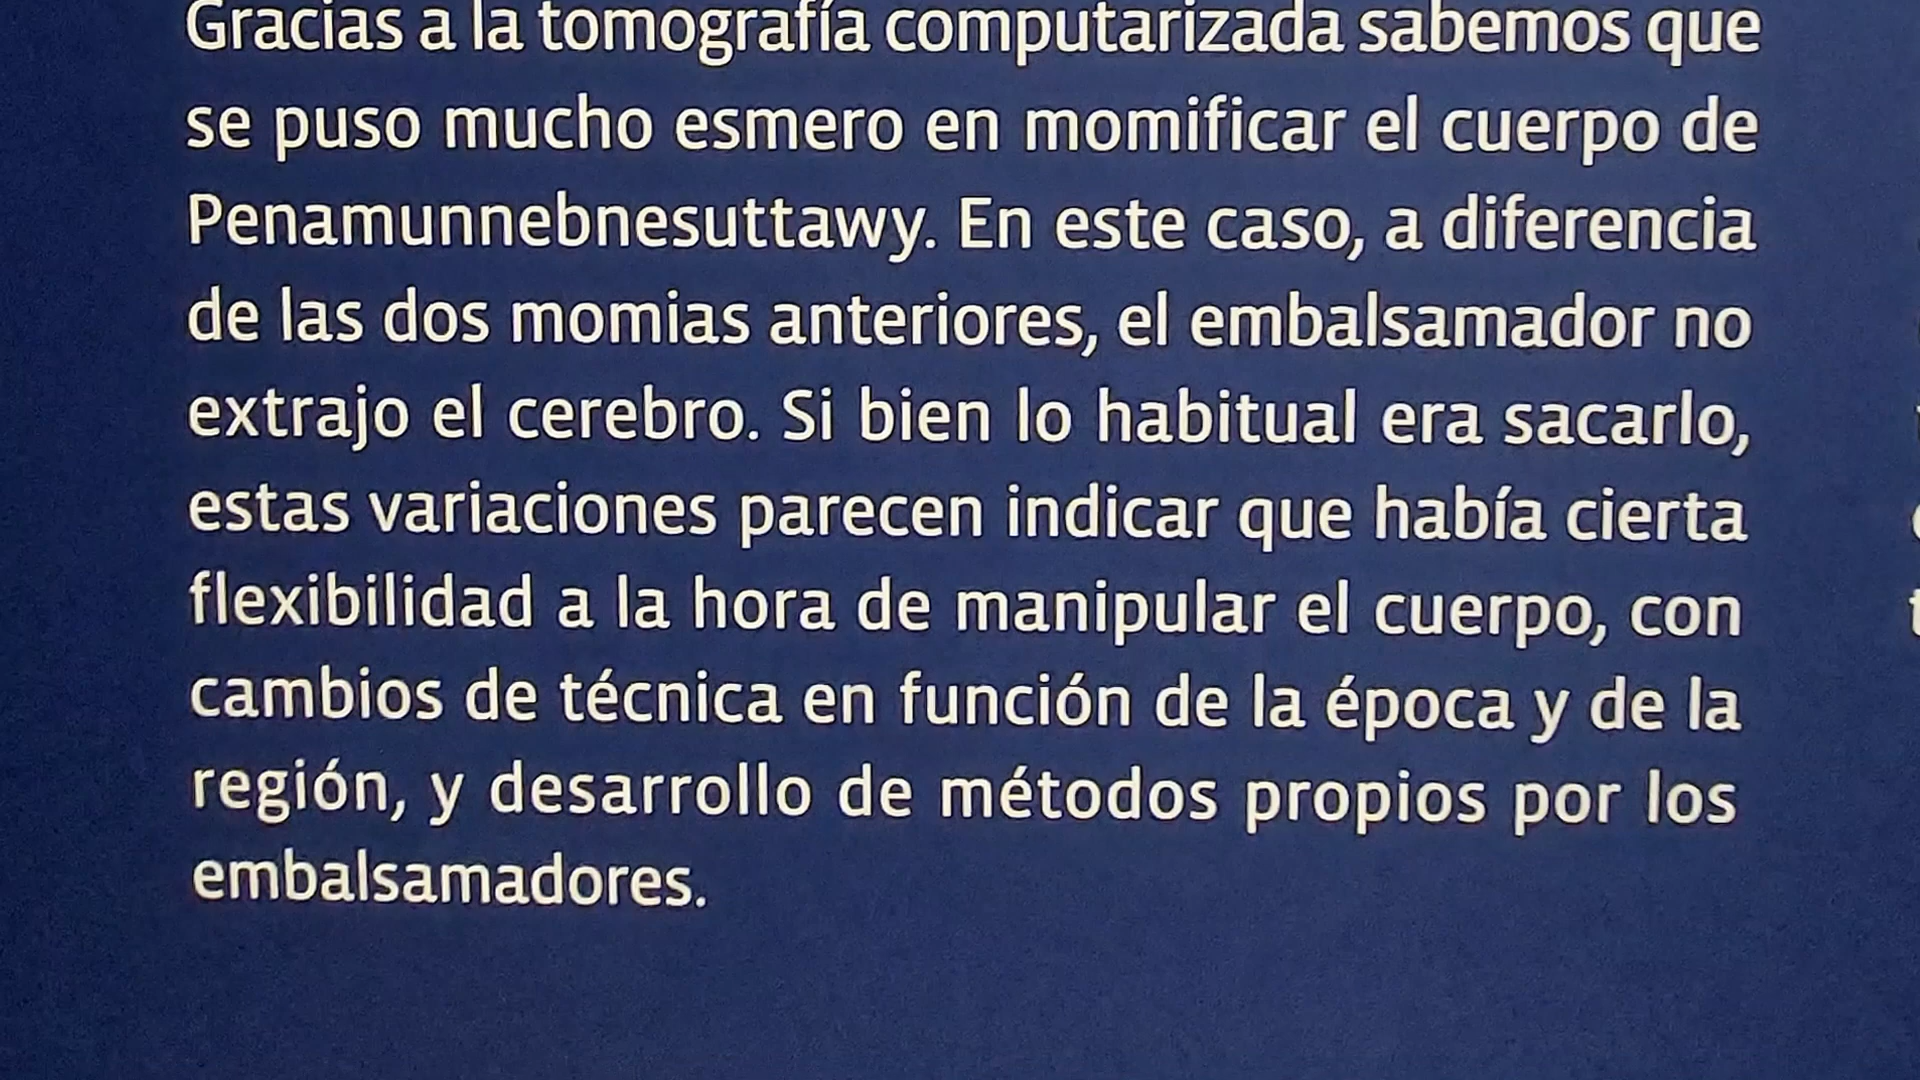 Gracias a la tomografía computarizada sabemos que
se puso mucho esmero en momificar el cuerpo de
Penamunnebnesuttawy. En este caso, a diferencia
de las dos momias anteriores, el embalsamador no
extrajo el cerebro. Si bien lo habitual era sacarlo,
estas variaciones parecen indicar que había cierta
flexibilidad a la hora de manipular el cuerpo, con
cambios de técnica en función de la época y de la
región, y desarrollo de métodos propios por los
embalsamadores.